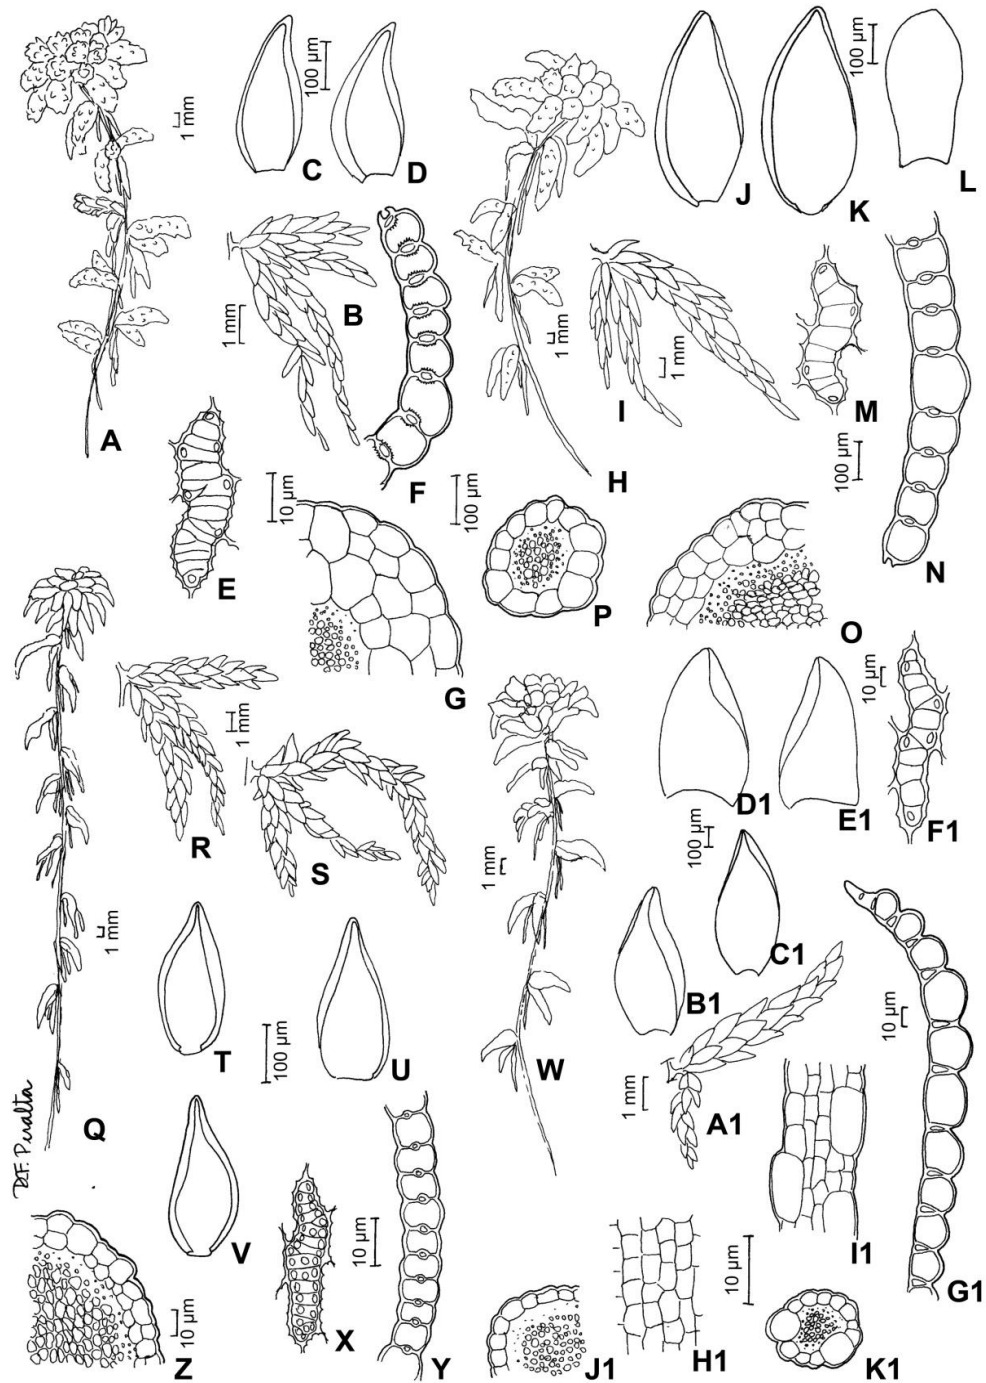 A
1 mm
B
1 mm
C
100 µm
D
E
F
100 µm
G
10 µm
H
1 mm
I
1 mm
J
K
100 µm
L
M
100 µm
N
O
P
Q
1 mm
R
1 mm
S
T
100 µm
U
V
W
1 mm
X
10 µm
Y
Z
10 µm
A1
1 mm
B1
C1
100 µm
D1
E1
F1
10 µm
G1
10 µm
H1
10 µm
I1
J1
K1
D.F. Peralta